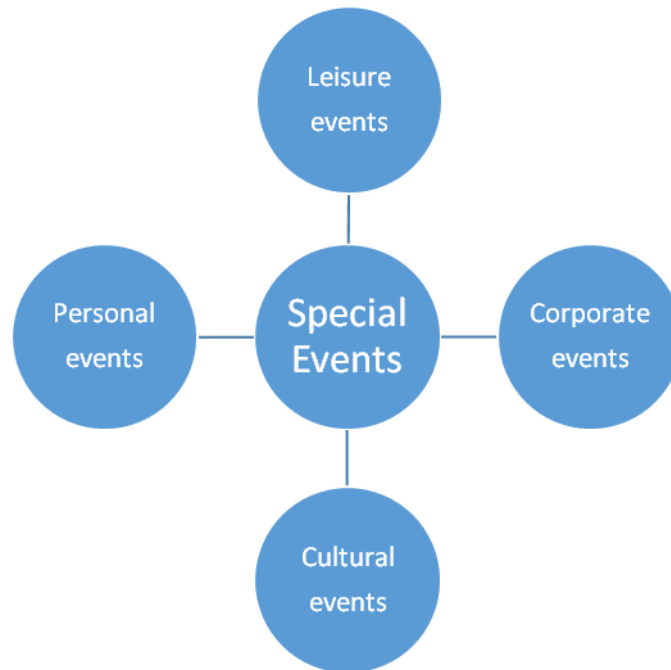 Leisure
events
Personal
events
Special
Events
Corporate
events
Cultural
events